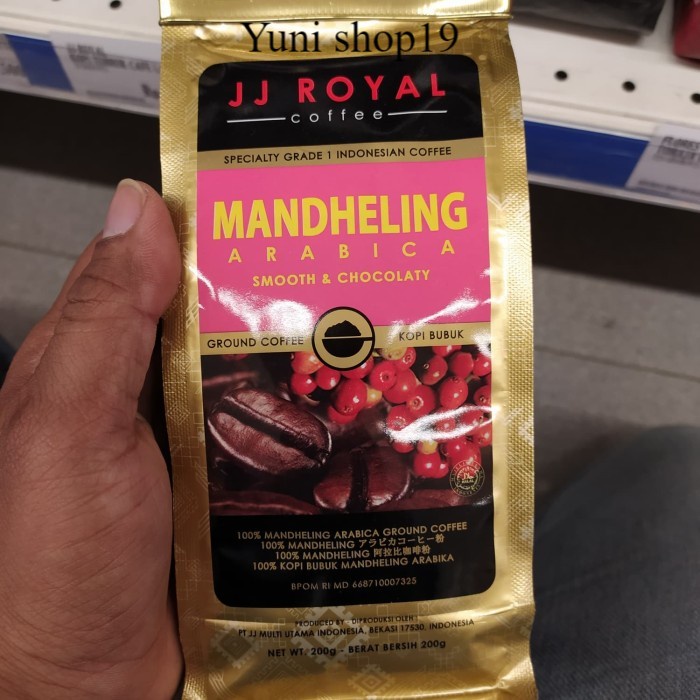 Yuni shop19
JJ ROYAL
coffee
SPECIALTY GRADE 1 INDONESIAN COFFEE
MANDHELING
ARABICA
SMOOTH & CHOCOLATY
GROUND COFFEE
KOPI BUBUK
100% MANDHELING ARABICA GROUND COFFEE
100% MANDHELING アラビカコーヒー粉
100% MANDHELING 阿拉比咖啡粉
100% KOPI BUBUK MANDHELING ARABIKA
BPOM RI MD 668710007325
PRODUCED BY DIPRODUKSI OLEH :
PT JJ MULTI UTAMA INDONESIA, BEKASI 17530, INDONESIA
NET WT. 200g - BERAT BERSIH 200g